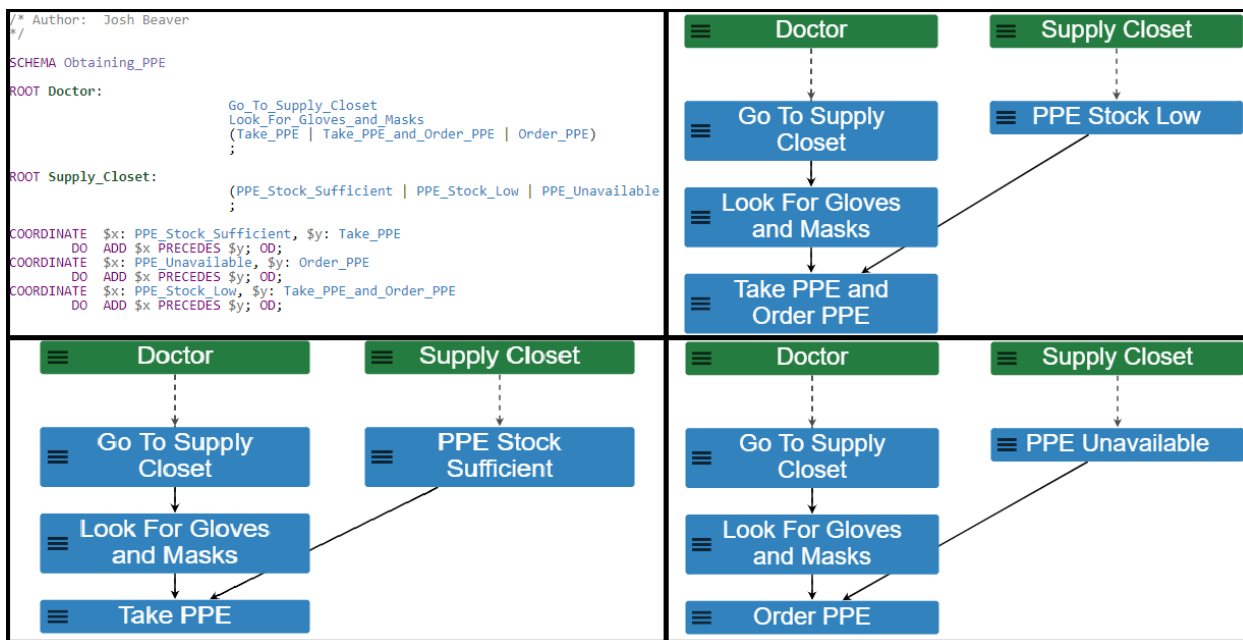 /* Author:  Josh Beaver
*/
SCHEMA Obtaining_PPE
ROOT Doctor:
Go_To_Supply_Closet
Look_For_Gloves_and_Masks
(Take_PPE | Take_PPE_and_Order_PPE | Order_PPE)
;
ROOT Supply_Closet:
(PPE_Stock_Sufficient | PPE_Stock_Low | PPE_Unavailable
;
COORDINATE  $x: PPE_Stock_Sufficient, $y: Take_PPE
DO  ADD $x PRECEDES $y; OD;
COORDINATE  $x: PPE_Unavailable, $y: Order_PPE
DO  ADD $x PRECEDES $y; OD;
COORDINATE  $x: PPE_Stock_Low, $y: Take_PPE_and_Order_PPE
DO  ADD $x PRECEDES $y; OD;
Doctor
Supply Closet
Go To Supply
Closet
PPE Stock Low
Look For Gloves
and Masks
Take PPE and
Order PPE
Doctor
Supply Closet
Go To Supply
Closet
PPE Stock
Sufficient
Look For Gloves
and Masks
Take PPE
Doctor
Supply Closet
Go To Supply
Closet
PPE Unavailable
Look For Gloves
and Masks
Order PPE